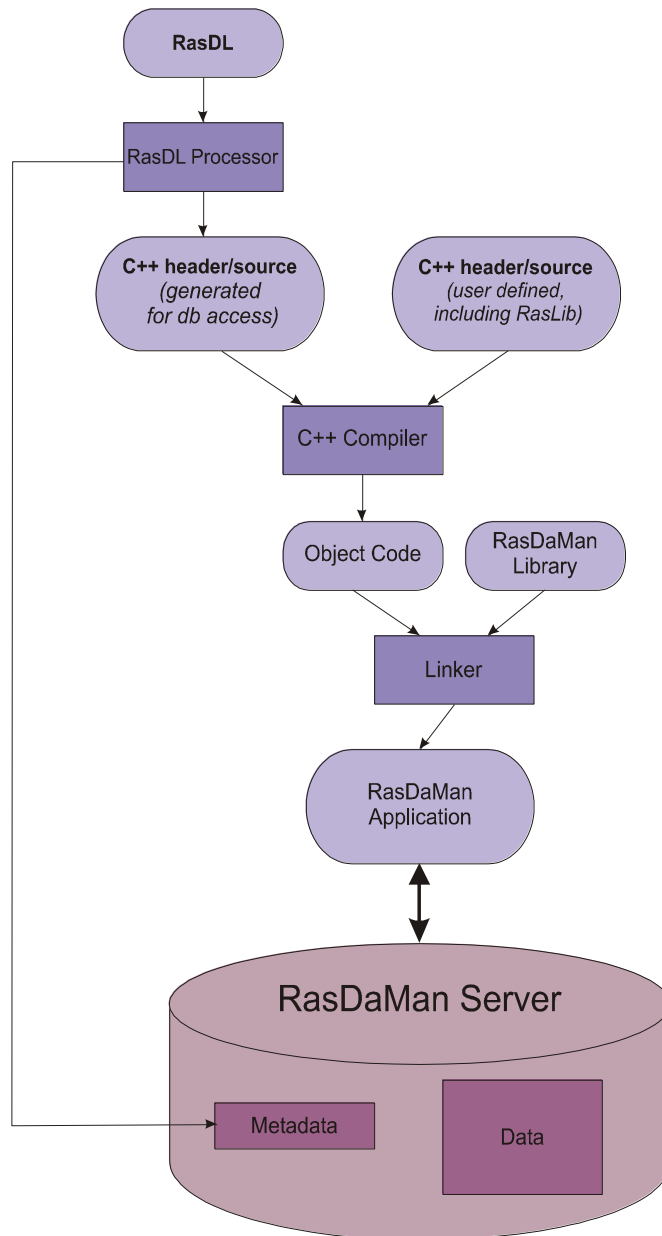 RasDL
RasDL Processor
C++ header/source
(generated
for db access)
C++ header/source
(user defined,
including RasLib)
C++ Compiler
Object Code
RasDaMan
Library
Linker
RasDaMan
Application
RasDaMan Server
Metadata
Data